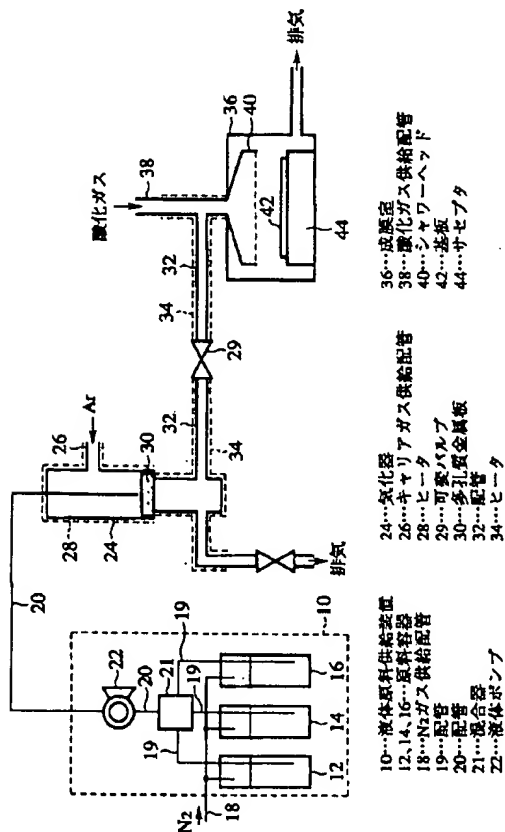 排気
36
40
38
酸化ガス
42
44
32
34
29
32
34
Ar
26
30
28
24
排気
20
10
19
22
20
21
19
19
16
14
12
18
N2
10…液体原料供給装置
12,14,16…原料容器
18…N2ガス供給配管
19…配管
20…配管
21…混合器
22…液体ポンプ
24…気化器
26…キャリアガス供給配管
28…ヒータ
29…可変バルブ
30…多孔質金属板
32…配管
34…ヒータ
36…成膜室
38…酸化ガス供給配管
40…シャワーヘッド
42…基板
44…サセプタ